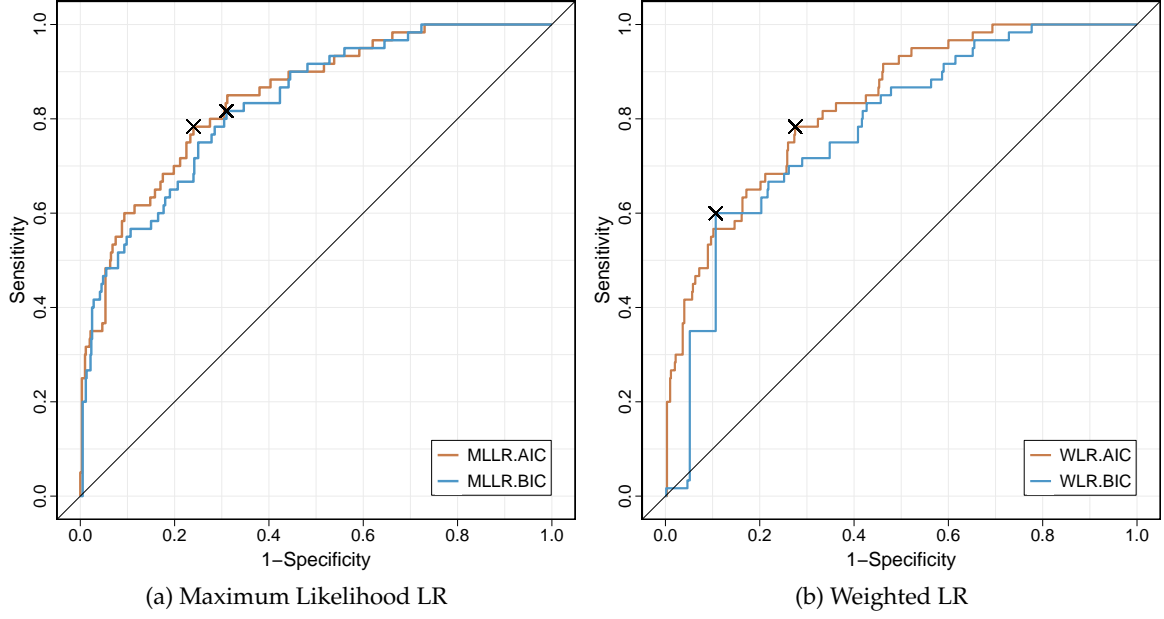 1.0
0.8
0.6
0.4
0.2
0.0
Sensitivity
MLLR.AIC
MLLR.BIC
0.0 0.2 0.4 0.6 0.8 1.0
1−Specificity
(a) Maximum Likelihood LR
1.0
0.8
0.6
0.4
0.2
0.0
Sensitivity
WLR.AIC
WLR.BIC
0.0 0.2 0.4 0.6 0.8 1.0
1−Specificity
(b) Weighted LR